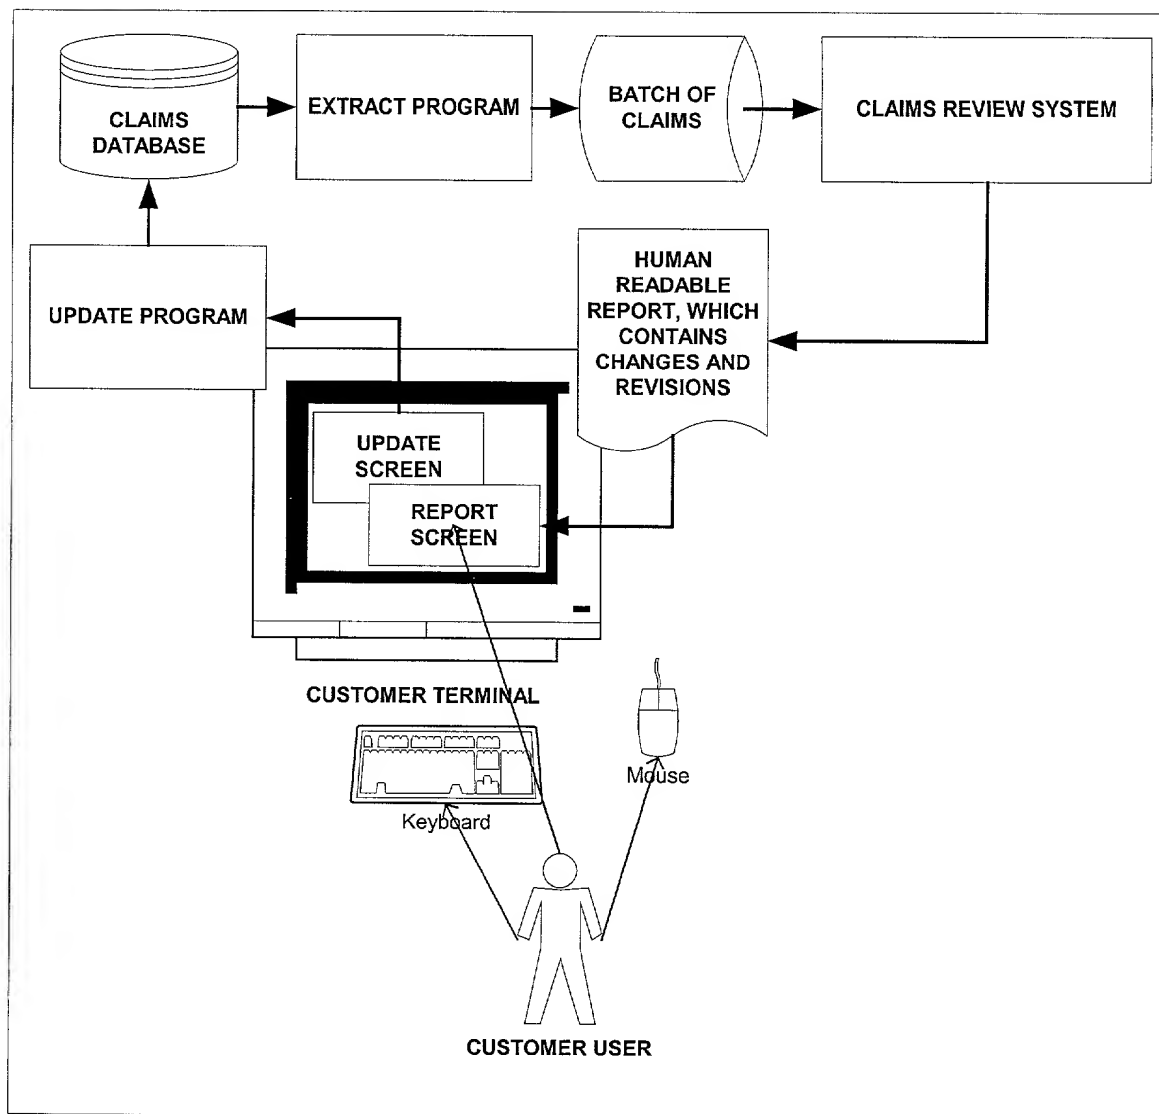 CLAIMS
DATABASE
EXTRACT PROGRAM
BATCH OF
CLAIMS
CLAIMS REVIEW SYSTEM
UPDATE PROGRAM
HUMAN
READABLE
REPORT, WHICH
CONTAINS
CHANGES AND
REVISIONS
UPDATE
SCREEN
REPORT
SCREEN
CUSTOMER TERMINAL
Mouse
Keyboard
CUSTOMER USER